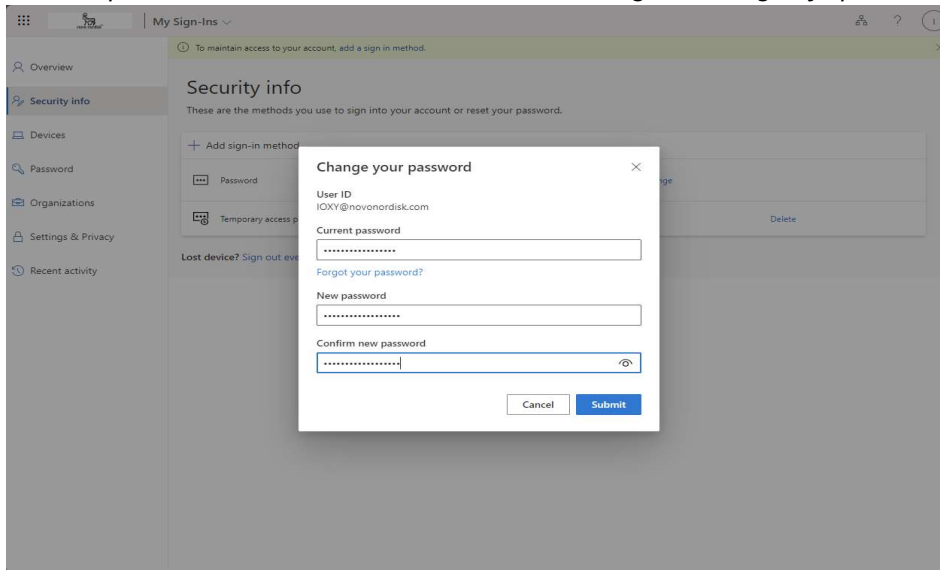 My Sign-Ins
?
To maintain access to your account, add a sign in method.
Overview
Security info
Devices
Password
Organizations
Settings & Privacy
Recent activity
Security info
These are the methods you use to sign into your account or reset your password.
+ Add sign-in method
Password
Temporary access p
Delete
Lost device? Sign out eve
Change your password
User ID
IOXY@novonordisk.com
Current password
•••••••••••••••••
Forgot your password?
New password
••••••••••••••••••
Confirm new password
••••••••••••••••••
Cancel
Submit